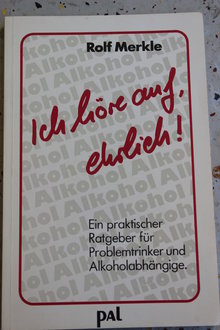 Rolf Merkle
Ich höre auf,
ehrlich!
Ein praktischer
Ratgeber für
Problemtrinker und
Alkoholabhängige.
pal